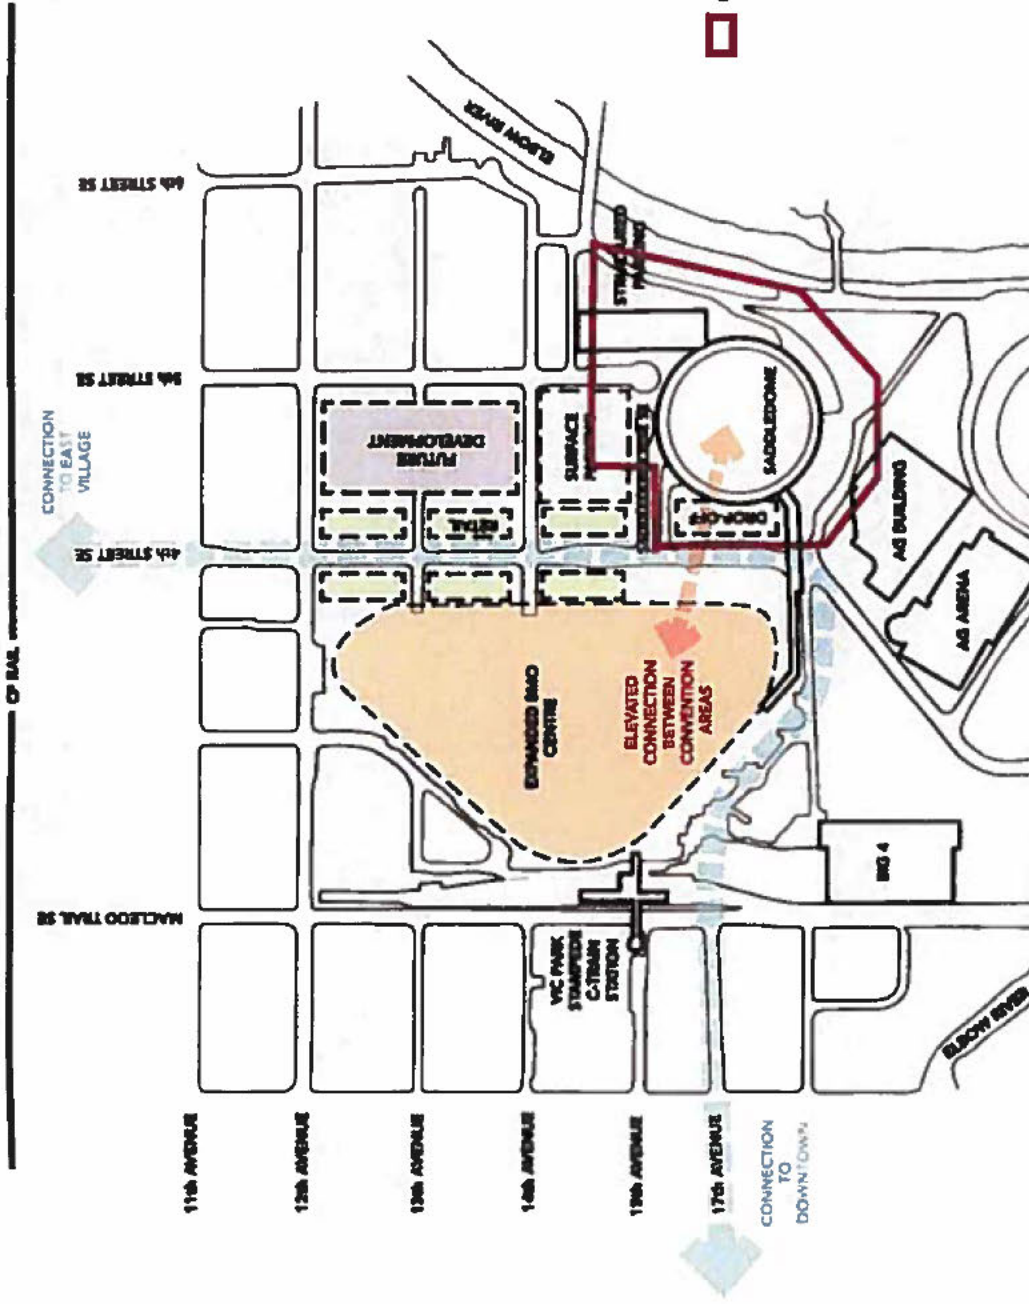 CP RAIL
6th STREET SE
ELBOW RIVER
5th STREET SE
CONNECTION
TO EAST
VILLAGE
4th STREET SE
FUTURE
DEVELOPMENT
RETAIL
SURFACE
STRUCTURED
PARKING
SADDLEDOME
DROP-OFF
AG BUILDING
AG ARENA
EXPANDED BMO
CENTRE
ELEVATED
CONNECTION
BETWEEN
CONVENTION
AREAS
BIG 4
MACLEOD TRAIL SE
VIC PARK
STAMPEDE
C-TRAIN
STATION
ELBOW RIVER
11th AVENUE
12th AVENUE
13th AVENUE
14th AVENUE
15th AVENUE
17th AVENUE
CONNECTION
TO
DOWNTOWN